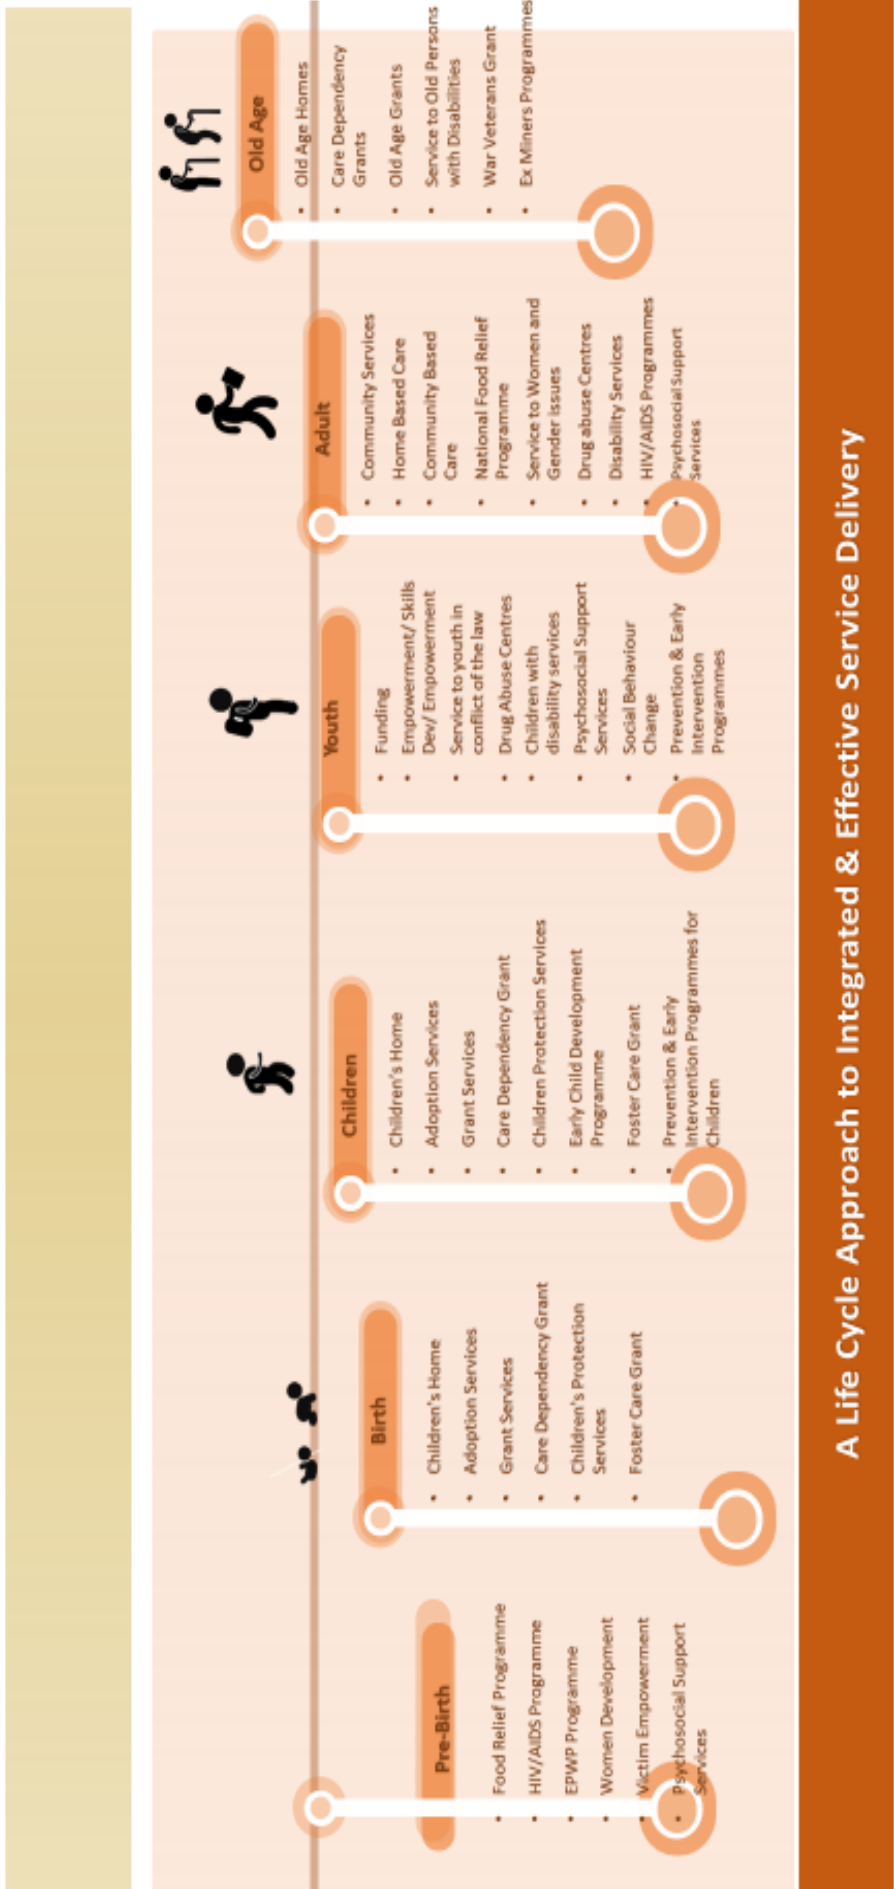 Pre-Birth
• Food Relief Programme
• HIV/AIDS Programme
• EPWP Programme
• Women Development
• Victim Empowerment
• Psychosocial Support
Services
Birth
• Children's Home
• Adoption Services
• Grant Services
• Care Dependency Grant
• Children's Protection
Services
• Foster Care Grant
Children
• Children's Home
• Adoption Services
• Grant Services
• Care Dependency Grant
• Children Protection Services
• Early Child Development
Programme
• Foster Care Grant
• Prevention & Early
Intervention Programmes for
Children
Youth
• Funding
• Empowerment/ Skills
Dev/ Empowerment
• Service to youth in
conflict of the law
• Drug Abuse Centres
• Children with
disability services
• Psychosocial Support
Services
• Social Behaviour
Change
• Prevention & Early
Intervention
Programmes
Adult
• Community Services
• Home Based Care
• Community Based
Care
• National Food Relief
Programme
• Service to Women and
Gender issues
• Drug abuse Centres
• Disability Services
• HIV/AIDS Programmes
• Psychosocial Support
Services
Old Age
• Old Age Homes
• Care Dependency
Grants
• Old Age Grants
• Service to Old Persons
with Disabilities
• War Veterans Grant
• Ex Miners Programmes
A Life Cycle Approach to Integrated & Effective Service Delivery